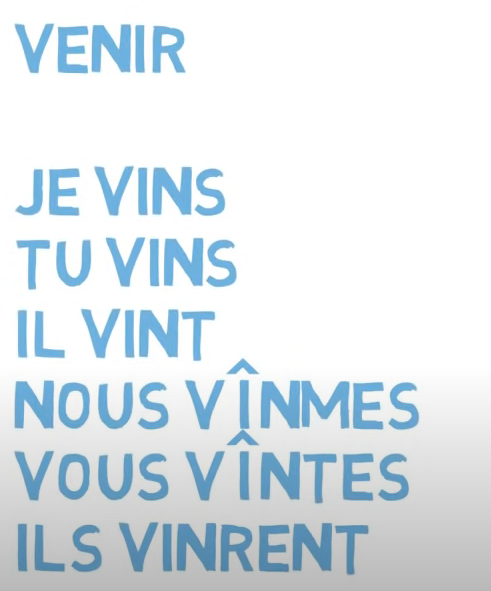 VENIR
JE VINS
TU VINS
IL VINT
NOUS VÎNMES
VOUS VÎNTES
ILS VINRENT